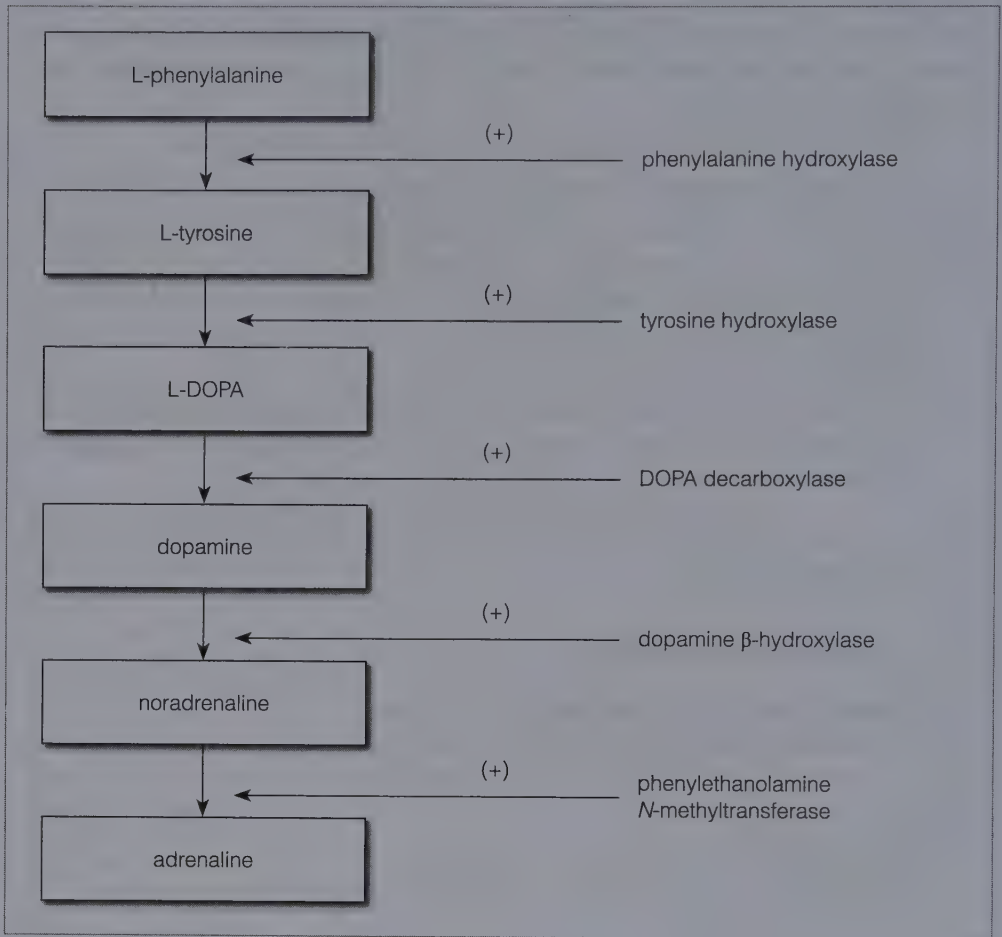 L-phenylalanine
(+)
phenylalanine hydroxylase
L-tyrosine
(+)
tyrosine hydroxylase
L-DOPA
(+)
DOPA decarboxylase
dopamine
(+)
dopamine β-hydroxylase
noradrenaline
(+)
phenylethanolamine
N-methyltransferase
adrenaline